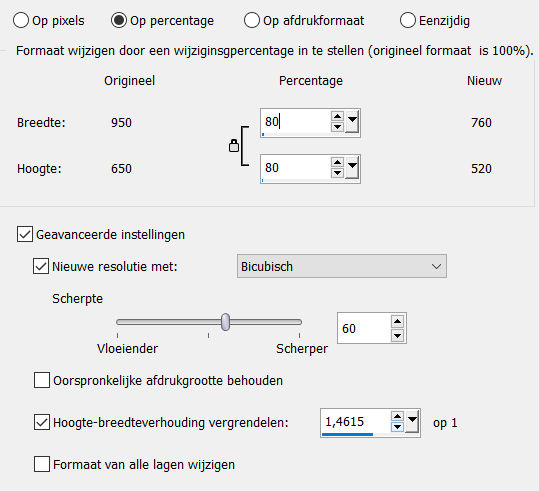 Op pixels Op percentage Op afdrukformaat Eenzijdig
Formaat wijzigen door een wijziginsgpercentage in te stellen (origineel formaat is 100%).
Origineel Percentage Nieuw
Breedte: 950 80 760
Hoogte: 650 80 520
Geavanceerde instellingen
Nieuwe resolutie met: Bicubisch
Scherpte
60
Vloeiender Scherper
Oorspronkelijke afdrukgrootte behouden
Hoogte-breedteverhouding vergrendelen: 1,4615 op 1
Formaat van alle lagen wijzigen